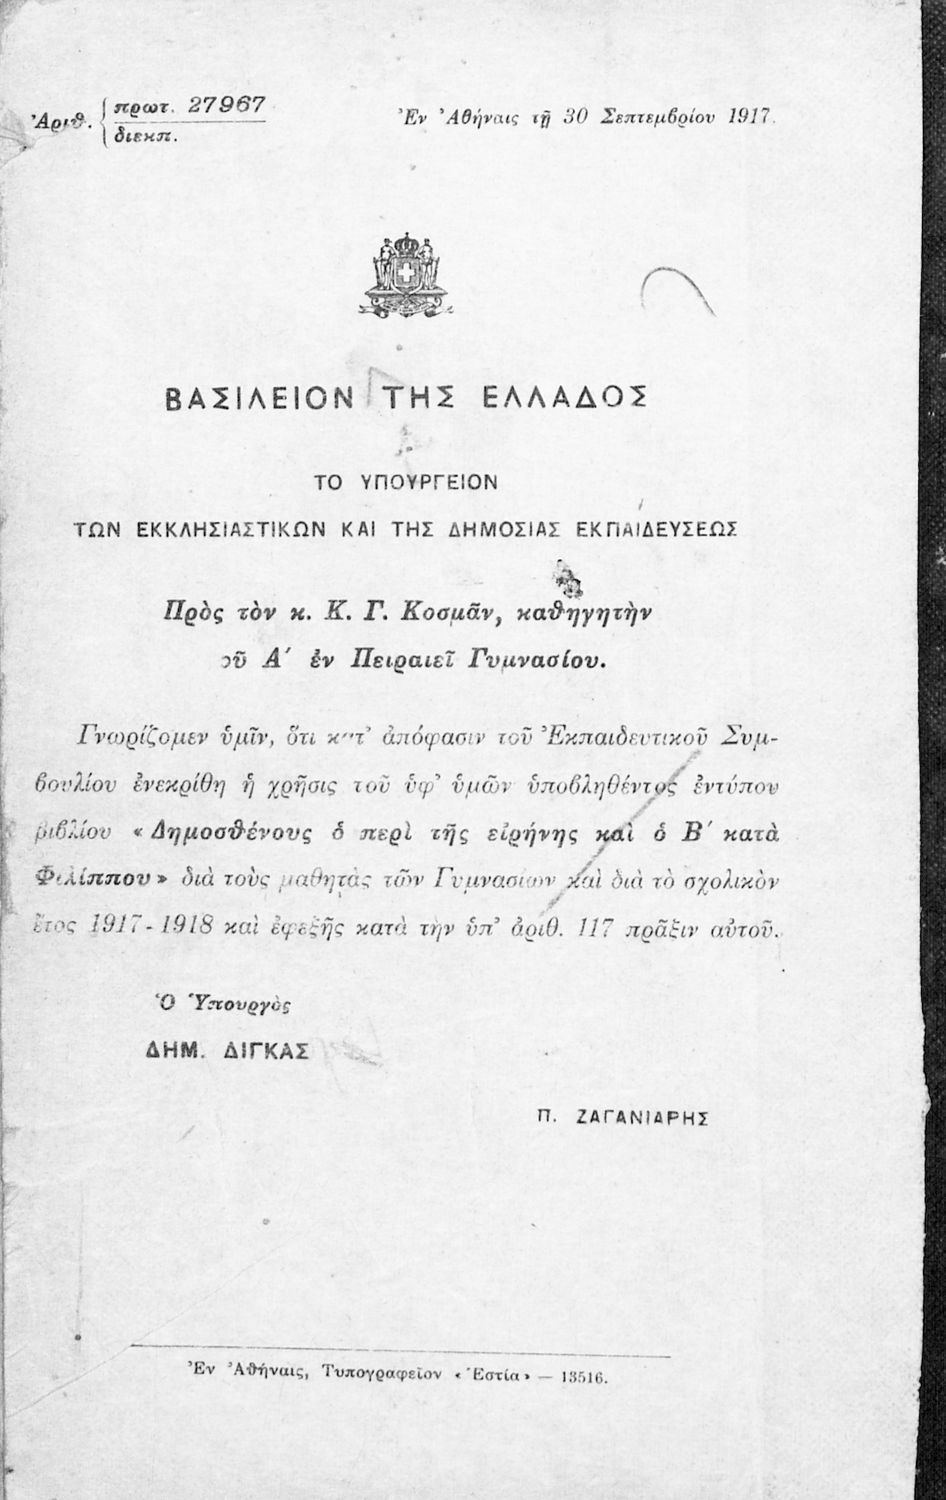 Ἀριθ. { πρωτ. 27967
διεκπ.
Ἐν Ἀθήναις τῇ 30 Σεπτεμβρίου 1917.
ΒΑΣΙΛΕΙΟΝ ΤΗΣ ΕΛΛΑΔΟΣ
ΤΟ ΥΠΟΥΡΓΕΙΟΝ
ΤΩΝ ΕΚΚΛΗΣΙΑΣΤΙΚΩΝ ΚΑΙ ΤΗΣ ΔΗΜΟΣΙΑΣ ΕΚΠΑΙΔΕΥΣΕΩΣ
Πρὸς τὸν κ. Κ. Γ. Κοσμᾶν, καθηγητὴν
οῦ Α΄ ἐν Πειραιεῖ Γυμνασίου.
Γνωρίζομεν ὑμῖν, ὅτι κατ' ἀπόφασιν τοῦ Ἐκπαιδευτικοῦ Συμ-
βουλίου ἐνεκρίθη ἡ χρῆσις τοῦ ὑφ' ὑμῶν ὑποβληθέντος ἐντύπου
βιβλίου «Δημοσθένους ὁ περὶ τῆς εἰρήνης καὶ ὁ Β΄ κατὰ
Φιλίππου» διὰ τοὺς μαθητὰς τῶν Γυμνασίων καὶ διὰ τὸ σχολικὸν
ἔτος 1917-1918 καὶ ἐφεξῆς κατὰ τὴν ὑπ' ἀριθ. 117 πρᾶξιν αὐτοῦ.
Ὁ Ὑπουργὸς
ΔΗΜ. ΔΙΓΚΑΣ
Π. ΖΑΓΑΝΙΑΡΗΣ
Ἐν Ἀθήναις, Τυπογραφεῖον «Ἑστία» — 13516.